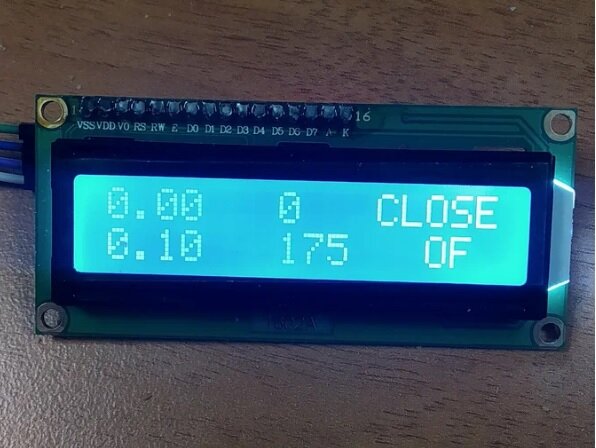 1 16
VSS VDD V0 RS RW E D0 D1 D2 D3 D4 D5 D6 D7 A K
0.00 0 CLOSE
0.10 175 OF